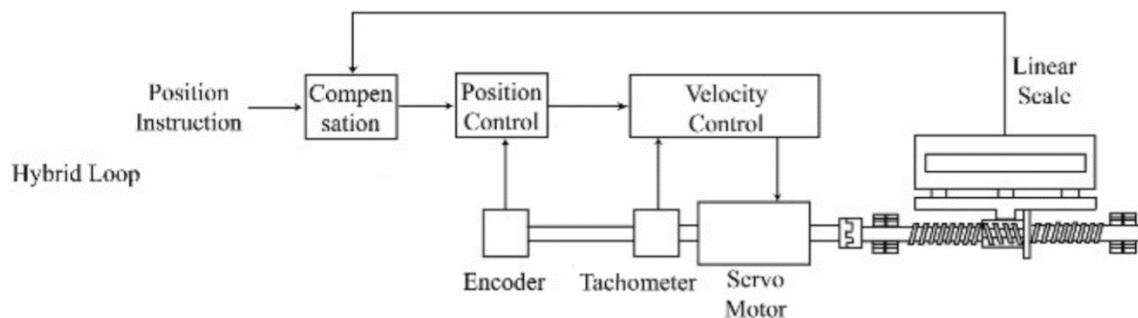 Linear
Scale
Position
Instruction
Compen
sation
Position
Control
Velocity
Control
Hybrid Loop
Encoder
Tachometer
Servo
Motor